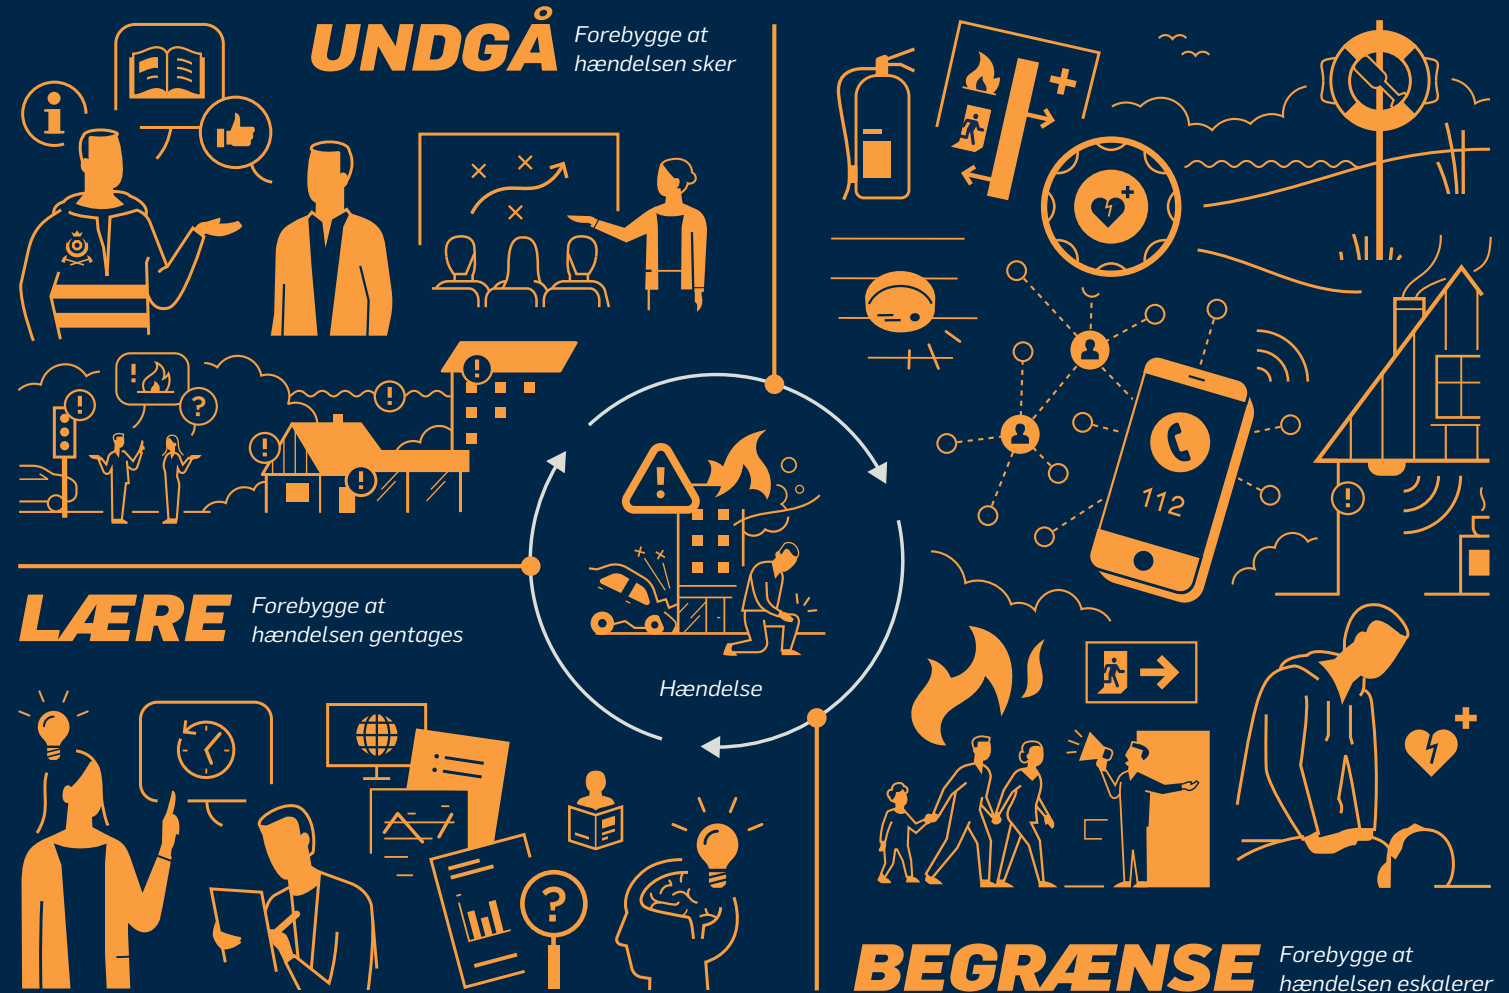 UNDGÅ
Forebygge at
hændelsen sker
i
!
?
!
!
!
!
!
!
112
!
LÆRE
Forebygge at
hændelsen gentages
Hændelse
?
BEGRÆNSE
Forebygge at
hændelsen eskalerer